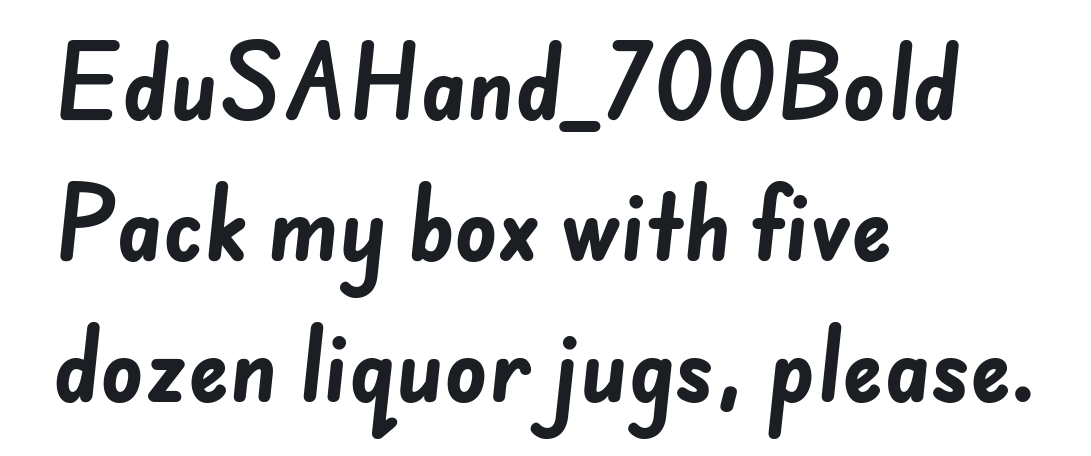 EduSAHand_700Bold
Pack my box with five
dozen liquor jugs, please.